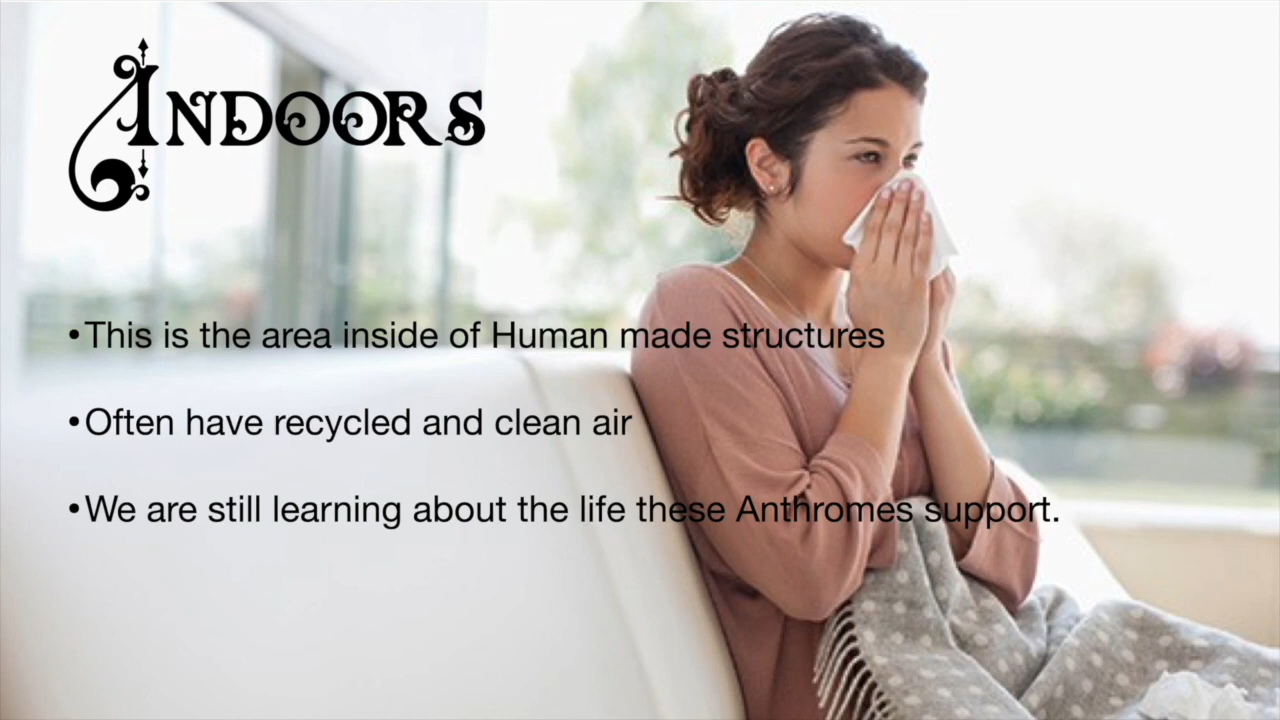 Indoors
•This is the area inside of Human made structures
•Often have recycled and clean air
•We are still learning about the life these Anthromes support.